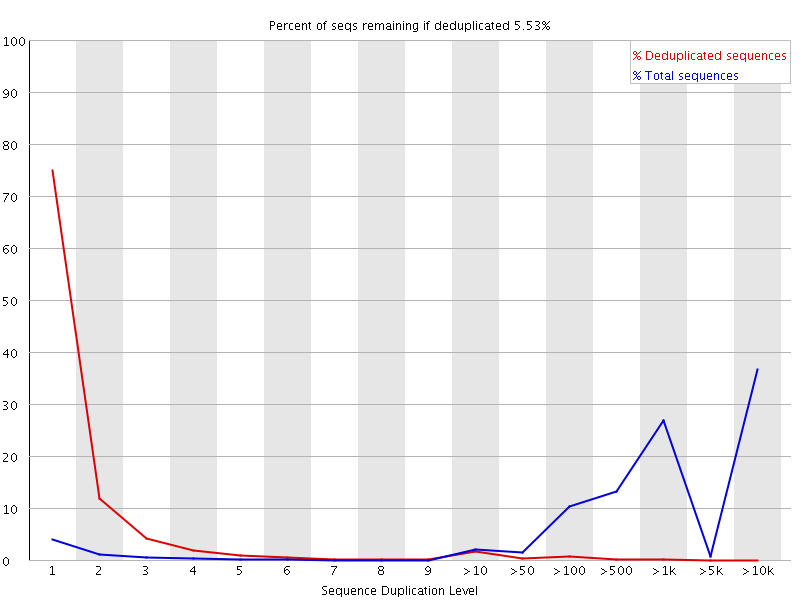 Percent of seqs remaining if deduplicated 5.53%
% Deduplicated sequences
% Total sequences
100
90
80
70
60
50
40
30
20
10
0
1 2 3 4 5 6 7 8 9 >10 >50 >100 >500 >1k >5k >10k
Sequence Duplication Level